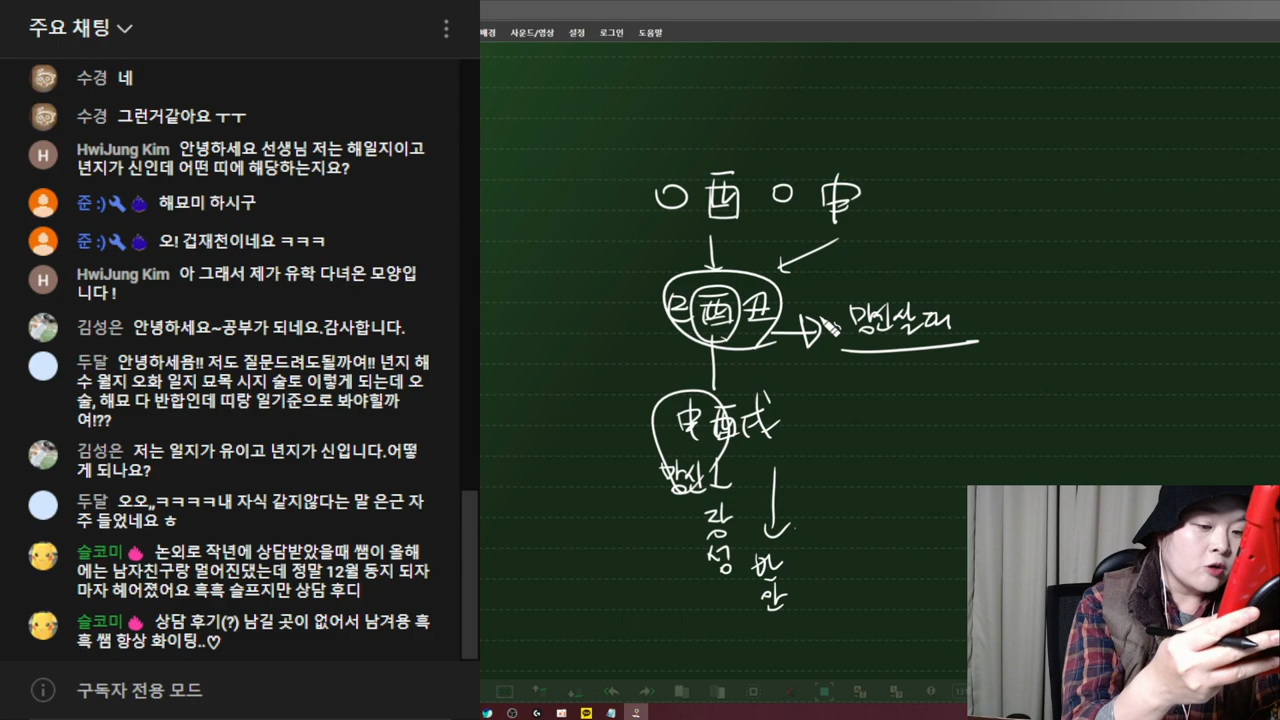 주요 채팅
수경 네
수경 그런거같아요 ㅜㅜ
HwiJung Kim 안녕하세요 선생님 저는 해일지이고
년지가 신인데 어떤 띠에 해당하는지요?
준 :) 해묘미 하시구
준 :) 오! 겁재천이네요 ㅋㅋㅋ
HwiJung Kim 아 그래서 제가 유학 다녀온 모양입
니다 !
김성은 안녕하세요~공부가 되네요.감사합니다.
두달 안녕하세욤!! 저도 질문드려도될까여!! 년지 해
수 월지 오화 일지 묘목 시지 술토 이렇게 되는데 오
술, 해묘 다 반합인데 띠랑 일기준으로 봐야힐까
여!??
김성은 저는 일지가 유이고 년지가 신입니다.어떻
게 되나요?
두달 오오,,ㅋㅋㅋㅋ내 자식 같지않다는 말 은근 자
주 들었네요 ㅎ
슬코미 논외로 작년에 상담받았을때 쌤이 올해
에는 남자친구랑 멀어진댔는데 정말 12월 동지 되자
마자 헤어졌어요 흑흑 슬프지만 상담 후디
슬코미 상담 후기(?) 남길 곳이 없어서 남겨용 흑
흑 쌤 항상 화이팅..♡
구독자 전용 모드
배경 사운드/영상 설정 로그인 도움말
○ 酉 ○ 申
巳 酉 丑 망신살 띠
申 酉 戌
망신
장성
반안